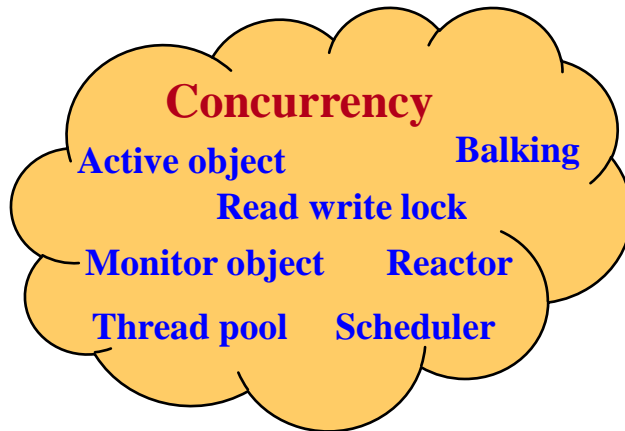 Concurrency
Active object
Balking
Read write lock
Monitor object
Reactor
Thread pool
Scheduler